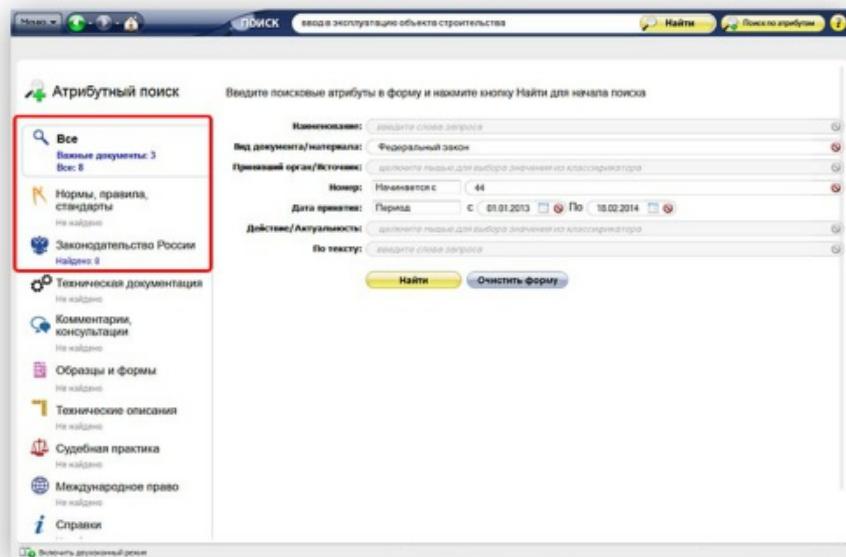 Меню
ПОИСК
ввод в эксплуатацию объекта строительства
Найти
Поиск по атрибутам
?
Атрибутный поиск
Введите поисковые атрибуты в форму и нажмите кнопку Найти для начала поиска
Все
Важные документы: 3
Все: 8
Нормы, правила,
стандарты
Не найдено
Законодательство России
Найдено: 8
Техническая документация
Не найдено
Комментарии,
консультации
Не найдено
Образцы и формы
Не найдено
Технические описания
Не найдено
Судебная практика
Не найдено
Международное право
Не найдено
Справки
Наименование: введите слова запроса
Вид документа/материала: Федеральный закон
Принявший орган/Источник: щелкните мышью для выбора значения из классификатора
Номер: Начинается с 44
Дата принятия: Период с 01.01.2013 По 18.02.2014
Действие/Актуальность: щелкните мышью для выбора значения из классификатора
По тексту: введите слова запроса
Найти Очистить форму
Включить двухоконный режим